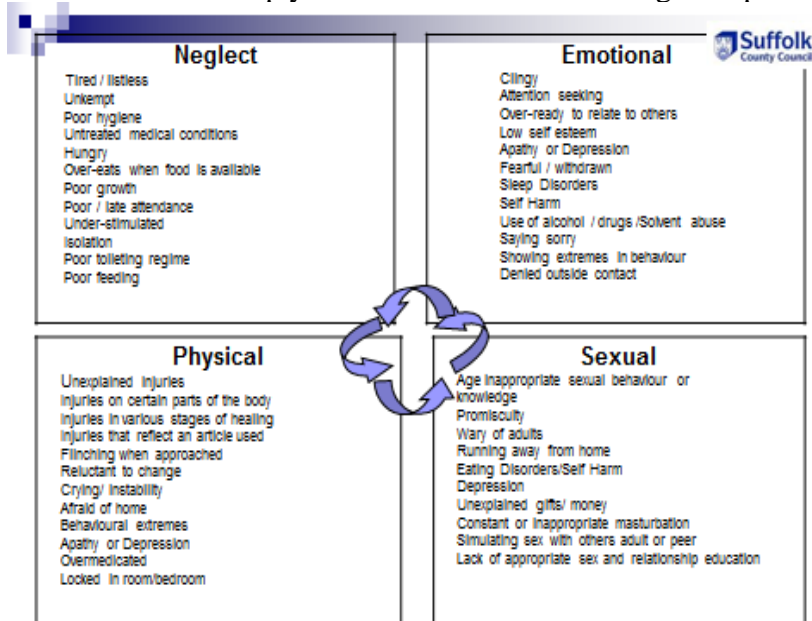 Suffolk
County Council
Neglect
Tired / listless
Unkempt
Poor hygiene
Untreated medical conditions
Hungry
Over-eats when food is available
Poor growth
Poor / late attendance
Under-stimulated
Isolation
Poor toileting regime
Poor feeding
Emotional
Clingy
Attention seeking
Over-ready to relate to others
Low self esteem
Apathy or Depression
Fearful / withdrawn
Sleep Disorders
Self Harm
Use of alcohol / drugs /Solvent abuse
Saying sorry
Showing extremes in behaviour
Denied outside contact
Physical
Unexplained injuries
Injuries on certain parts of the body
Injuries in various stages of healing
Injuries that reflect an article used
Flinching when approached
Reluctant to change
Crying/ instability
Afraid of home
Behavioural extremes
Apathy or Depression
Overmedicated
Locked in room/bedroom
Sexual
Age inappropriate sexual behaviour or
knowledge
Promiscuity
Wary of adults
Running away from home
Eating Disorders/Self Harm
Depression
Unexplained gifts/ money
Constant or inappropriate masturbation
Simulating sex with others adult or peer
Lack of appropriate sex and relationship education